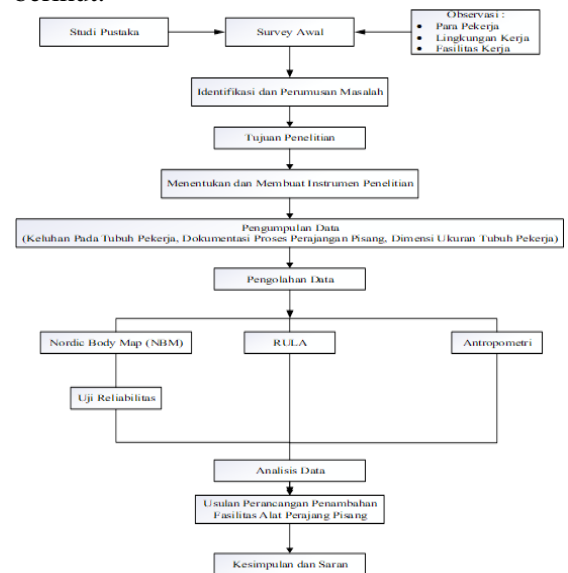 berikut.
Studi Pustaka
Survey Awal
Observasi :
• Para Pekerja
• Lingkungan Kerja
• Fasilitas Kerja
Identifikasi dan Perumusan Masalah
Tujuan Penelitian
Menentukan dan Membuat Instrumen Penelitian
Pengumpulan Data
(Keluhan Pada Tubuh Pekerja, Dokumentasi Proses Perajangan Pisang, Dimensi Ukuran Tubuh Pekerja)
Pengolahan Data
Nordic Body Map (NBM)
RULA
Antropometri
Uji Reliabilitas
Analisis Data
Usulan Perancangan Penambahan
Fasilitas Alat Perajang Pisang
Kesimpulan dan Saran